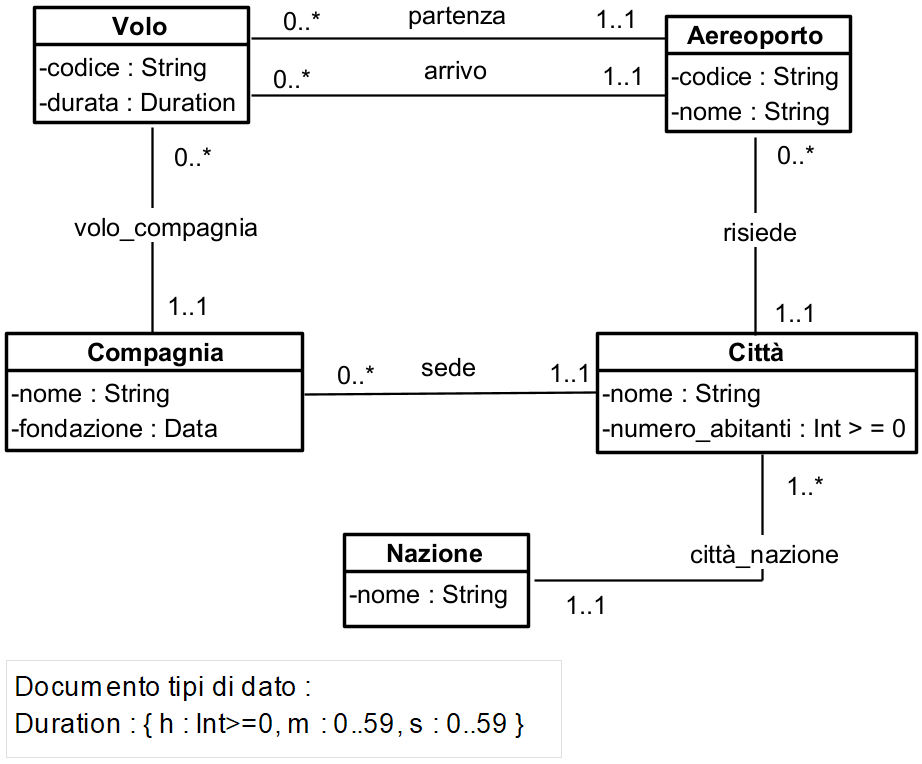 Volo
-codice : String
-durata : Duration
0..*
partenza
1..1
0..*
arrivo
1..1
Aereoporto
-codice : String
-nome : String
0..*
volo_compagnia
1..1
0..*
risiede
1..1
Compagnia
-nome : String
-fondazione : Data
0..*
sede
1..1
Città
-nome : String
-numero_abitanti : Int > = 0
1..*
città_nazione
1..1
Nazione
-nome : String
Documento tipi di dato :
Duration : { h : Int>=0, m : 0..59, s : 0..59 }